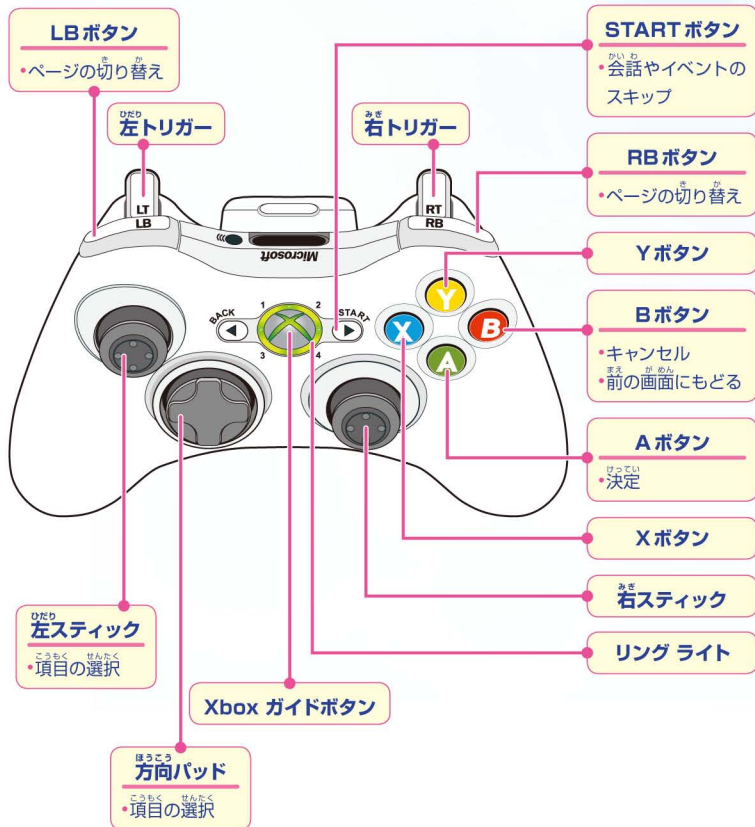 LBボタン
・ページの切り替え
左トリガー
右トリガー
STARTボタン
・会話やイベントの
スキップ
RBボタン
・ページの切り替え
Yボタン
Bボタン
・キャンセル
・前の画面にもどる
Aボタン
・決定
Xボタン
右スティック
リング ライト
LT
LB
RT
RB
Microsoft
BACK
1
2
START
3
4
Y
X
B
A
左スティック
・項目の選択
Xbox ガイドボタン
方向パッド
・項目の選択